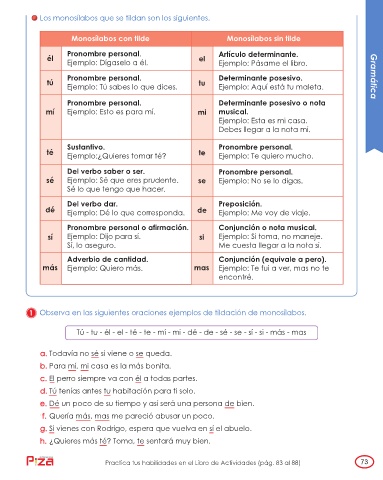 Los monosílabos que se tildan son los siguientes.
Monosílabos con tilde
Monosílabos sin tilde
él
Pronombre personal.
Ejemplo: Dígaselo a él.
el
Artículo determinante.
Ejemplo: Pásame el libro.
tú
Pronombre personal.
Ejemplo: Tú sabes lo que dices.
tu
Determinante posesivo.
Ejemplo: Aquí está tu maleta.
mí
Pronombre personal.
Ejemplo: Esto es para mí.
mi
Determinante posesivo o nota
musical.
Ejemplo: Esta es mi casa.
Debes llegar a la nota mi.
té
Sustantivo.
Ejemplo:¿Quieres tomar té?
te
Pronombre personal.
Ejemplo: Te quiero mucho.
sé
Del verbo saber o ser.
Ejemplo: Sé que eres prudente.
Sé lo que tengo que hacer.
se
Pronombre personal.
Ejemplo: No se lo digas.
dé
Del verbo dar.
Ejemplo: Dé lo que corresponda.
de
Preposición.
Ejemplo: Me voy de viaje.
sí
Pronombre personal o afirmación.
Ejemplo: Dijo para sí.
Sí, lo aseguro.
si
Conjunción o nota musical.
Ejemplo: Si toma, no maneje.
Me cuesta llegar a la nota si.
más
Adverbio de cantidad.
Ejemplo: Quiero más.
mas
Conjunción (equivale a pero).
Ejemplo: Te fui a ver, mas no te
encontré.
Gramática
1 Observa en las siguientes oraciones ejemplos de tildación de monosílabos.
Tú - tu - él - el - té - te - mi - mí - dé - de - sé - se - sí - si - más - mas
a. Todavía no sé si viene o se queda.
b. Para mí, mi casa es la más bonita.
c. El perro siempre va con él a todas partes.
d. Tú tenías antes tu habitación para ti solo.
e. Dé un poco de su tiempo y así será una persona de bien.
f. Quería más, mas me pareció abusar un poco.
g. Si vienes con Rodrigo, espera que vuelva en sí el abuelo.
h. ¿Quieres más té? Toma, te sentará muy bien.
Pza
Practica tus habilidades en el Libro de Actividades (pág. 83 al 88)
73